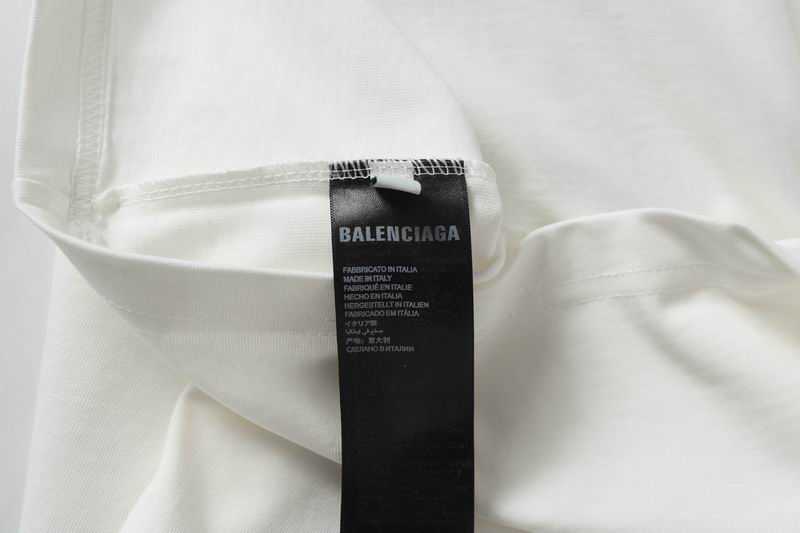 BALENCIAGA
FABBRICATO IN ITALIA
MADE IN ITALY
FABRIQUÉ EN ITALIE
HECHO EN ITALIA
HERGESTELLT IN ITALIEN
FABRICADO EM ITÁLIA
イタリア製
صنع في إيطاليا
产地：意大利
СДЕЛАНО В ИТАЛИИ